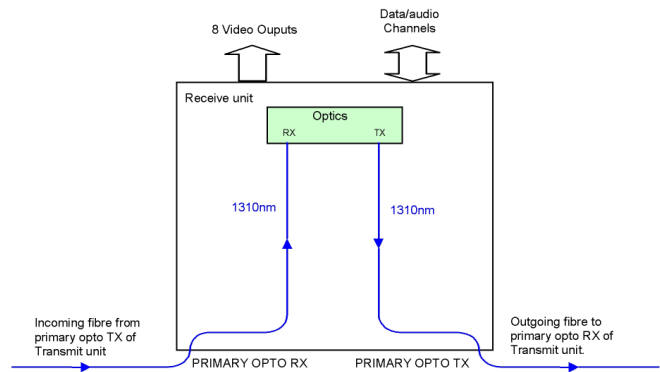 8 Video Ouputs
Data/audio
Channels
Receive unit
Optics
RX
TX
1310nm
1310nm
Incoming fibre from
primary opto TX of
Transmit unit
Outgoing fibre to
primary opto RX of
Transmit unit.
PRIMARY OPTO RX
PRIMARY OPTO TX